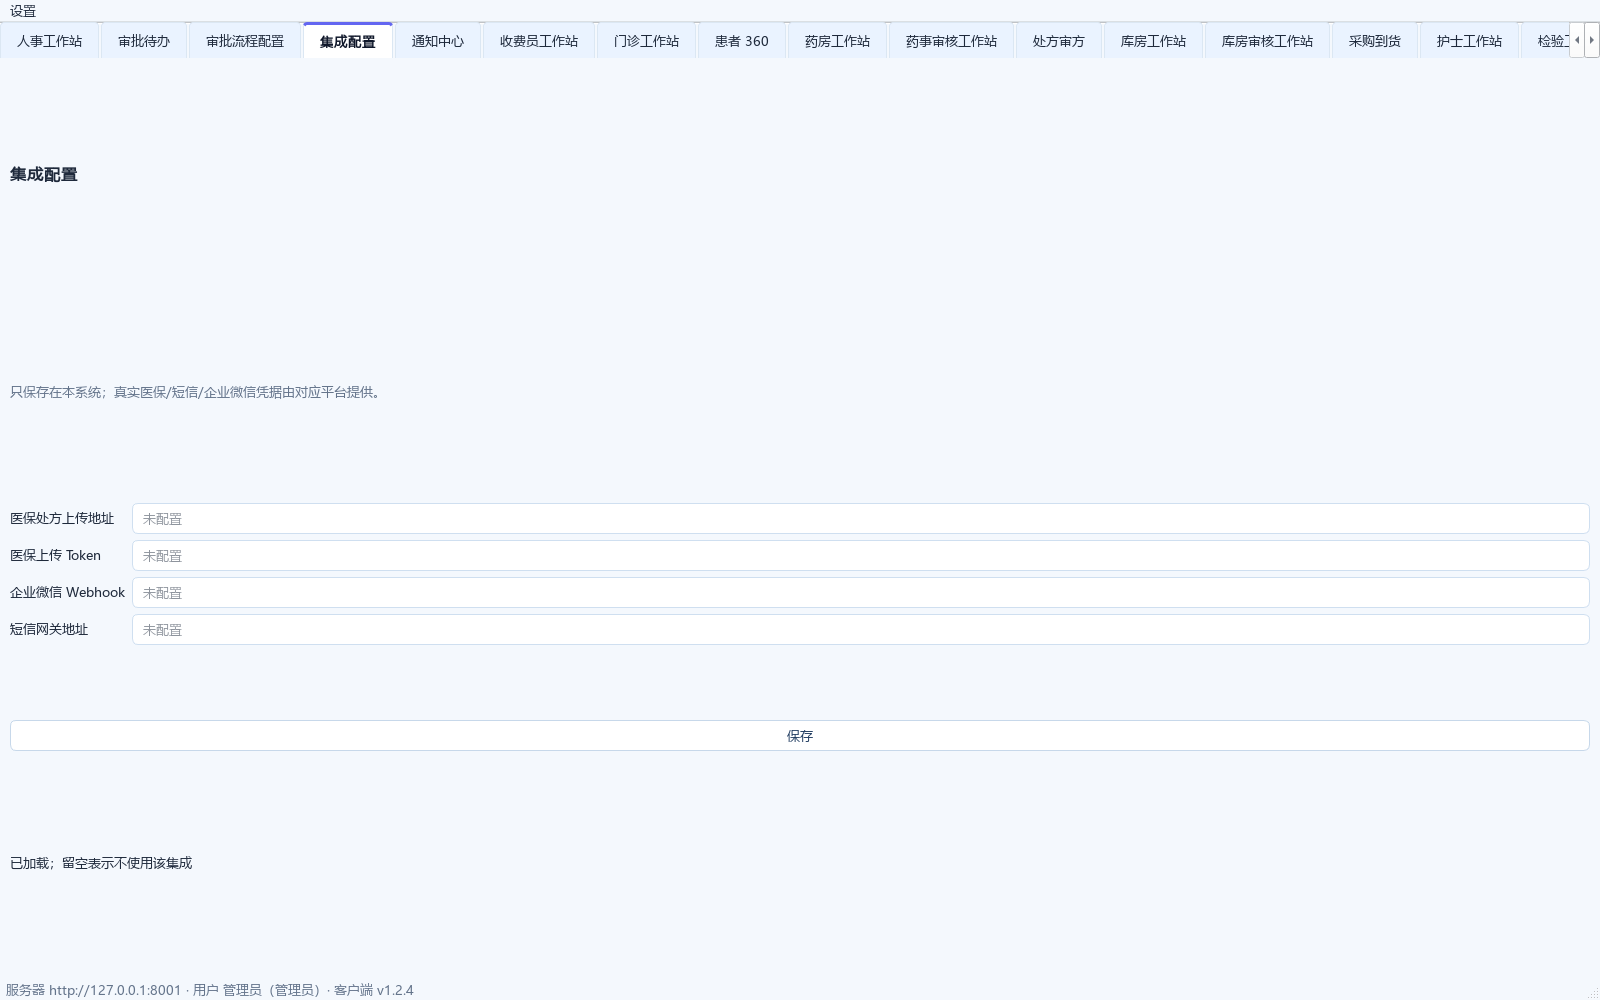 设置
人事工作站 审批待办 审批流程配置 集成配置 通知中心 收费员工作站 门诊工作站 患者 360 药房工作站 药事审核工作站 处方审方 库房工作站 库房审核工作站 采购到货 护士工作站 检验
集成配置
只保存在本系统；真实医保/短信/企业微信凭据由对应平台提供。
医保处方上传地址 未配置
医保上传 Token 未配置
企业微信 Webhook 未配置
短信网关地址 未配置
保存
已加载；留空表示不使用该集成
服务器 http://127.0.0.1:8001 · 用户 管理员（管理员）· 客户端 v1.2.4